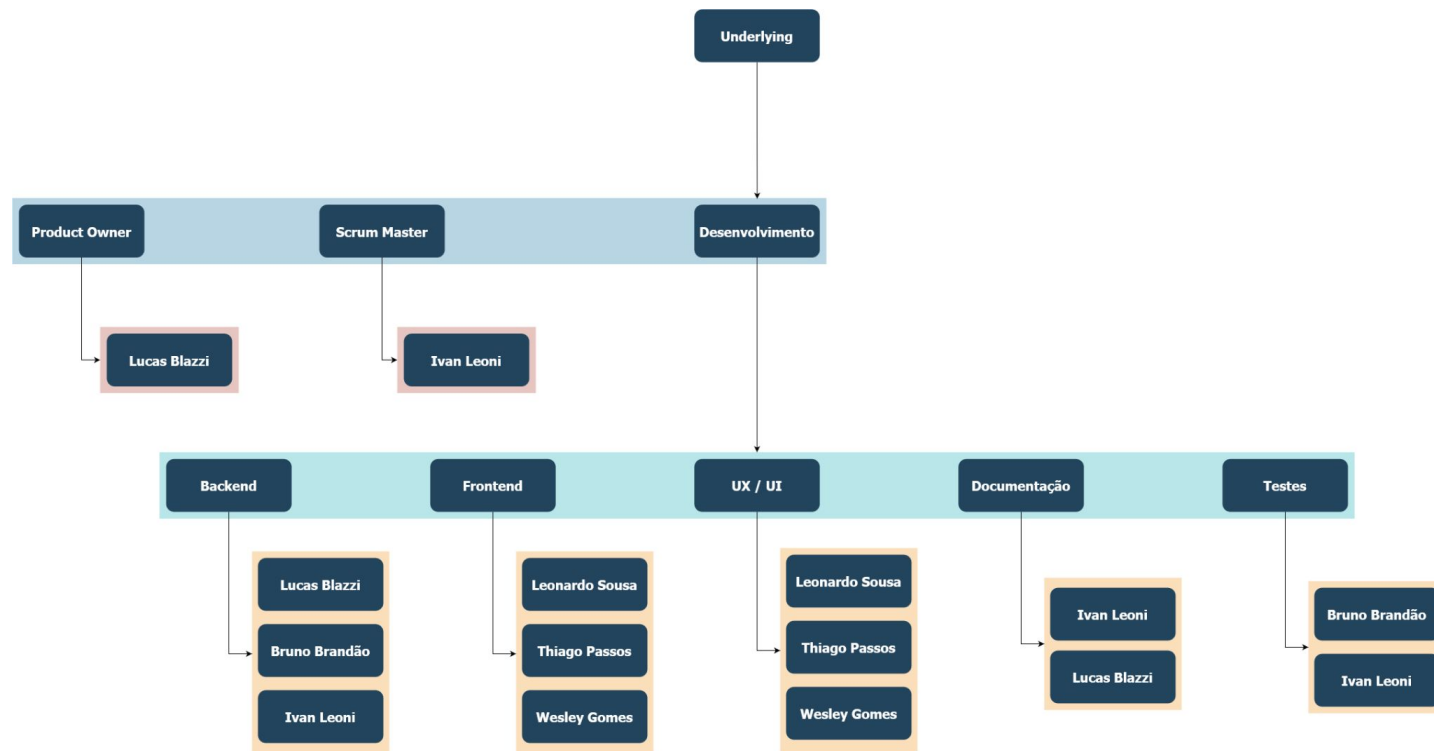 Underlying
Product Owner
Scrum Master
Desenvolvimento
Lucas Blazzi
Ivan Leoni
Backend
Frontend
UX / UI
Documentação
Testes
Lucas Blazzi
Bruno Brandão
Ivan Leoni
Leonardo Sousa
Thiago Passos
Wesley Gomes
Leonardo Sousa
Thiago Passos
Wesley Gomes
Ivan Leoni
Lucas Blazzi
Bruno Brandão
Ivan Leoni